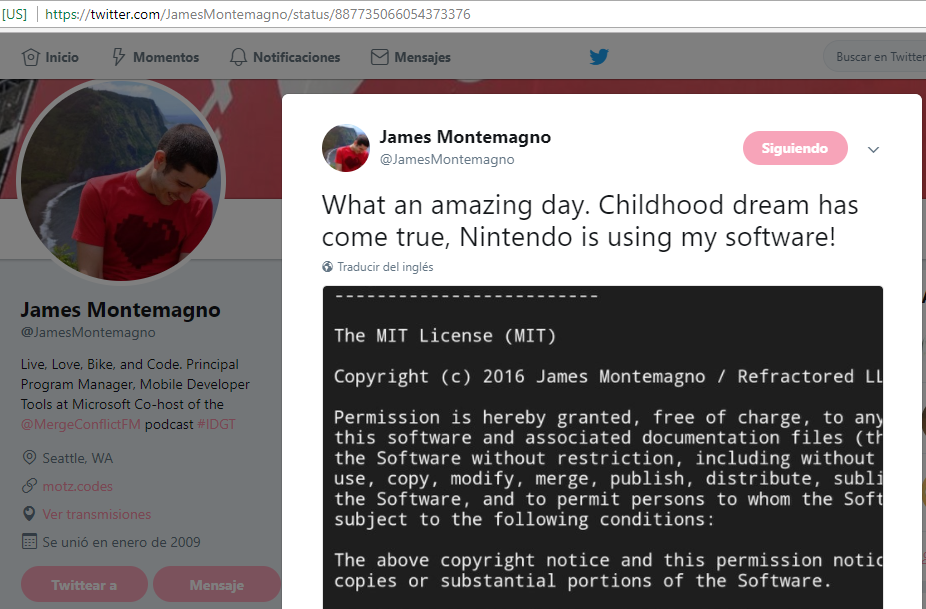 [US] https://twitter.com/JamesMontemagno/status/887735066054373376
Inicio Momentos Notificaciones Mensajes Buscar en Twitter
James Montemagno
@JamesMontemagno
Siguiendo
What an amazing day. Childhood dream has
come true, Nintendo is using my software!
Traducir del inglés
-------------------------
The MIT License (MIT)
Copyright (c) 2016 James Montemagno / Refractored LL
Permission is hereby granted, free of charge, to any
this software and associated documentation files (th
the Software without restriction, including without
use, copy, modify, merge, publish, distribute, subli
the Software, and to permit persons to whom the Soft
subject to the following conditions:
The above copyright notice and this permission notic
copies or substantial portions of the Software.
James Montemagno
@JamesMontemagno
Live, Love, Bike, and Code. Principal
Program Manager, Mobile Developer
Tools at Microsoft Co-host of the
@MergeConflictFM podcast #IDGT
Seattle, WA
motz.codes
Ver transmisiones
Se unió en enero de 2009
Twittear a Mensaje